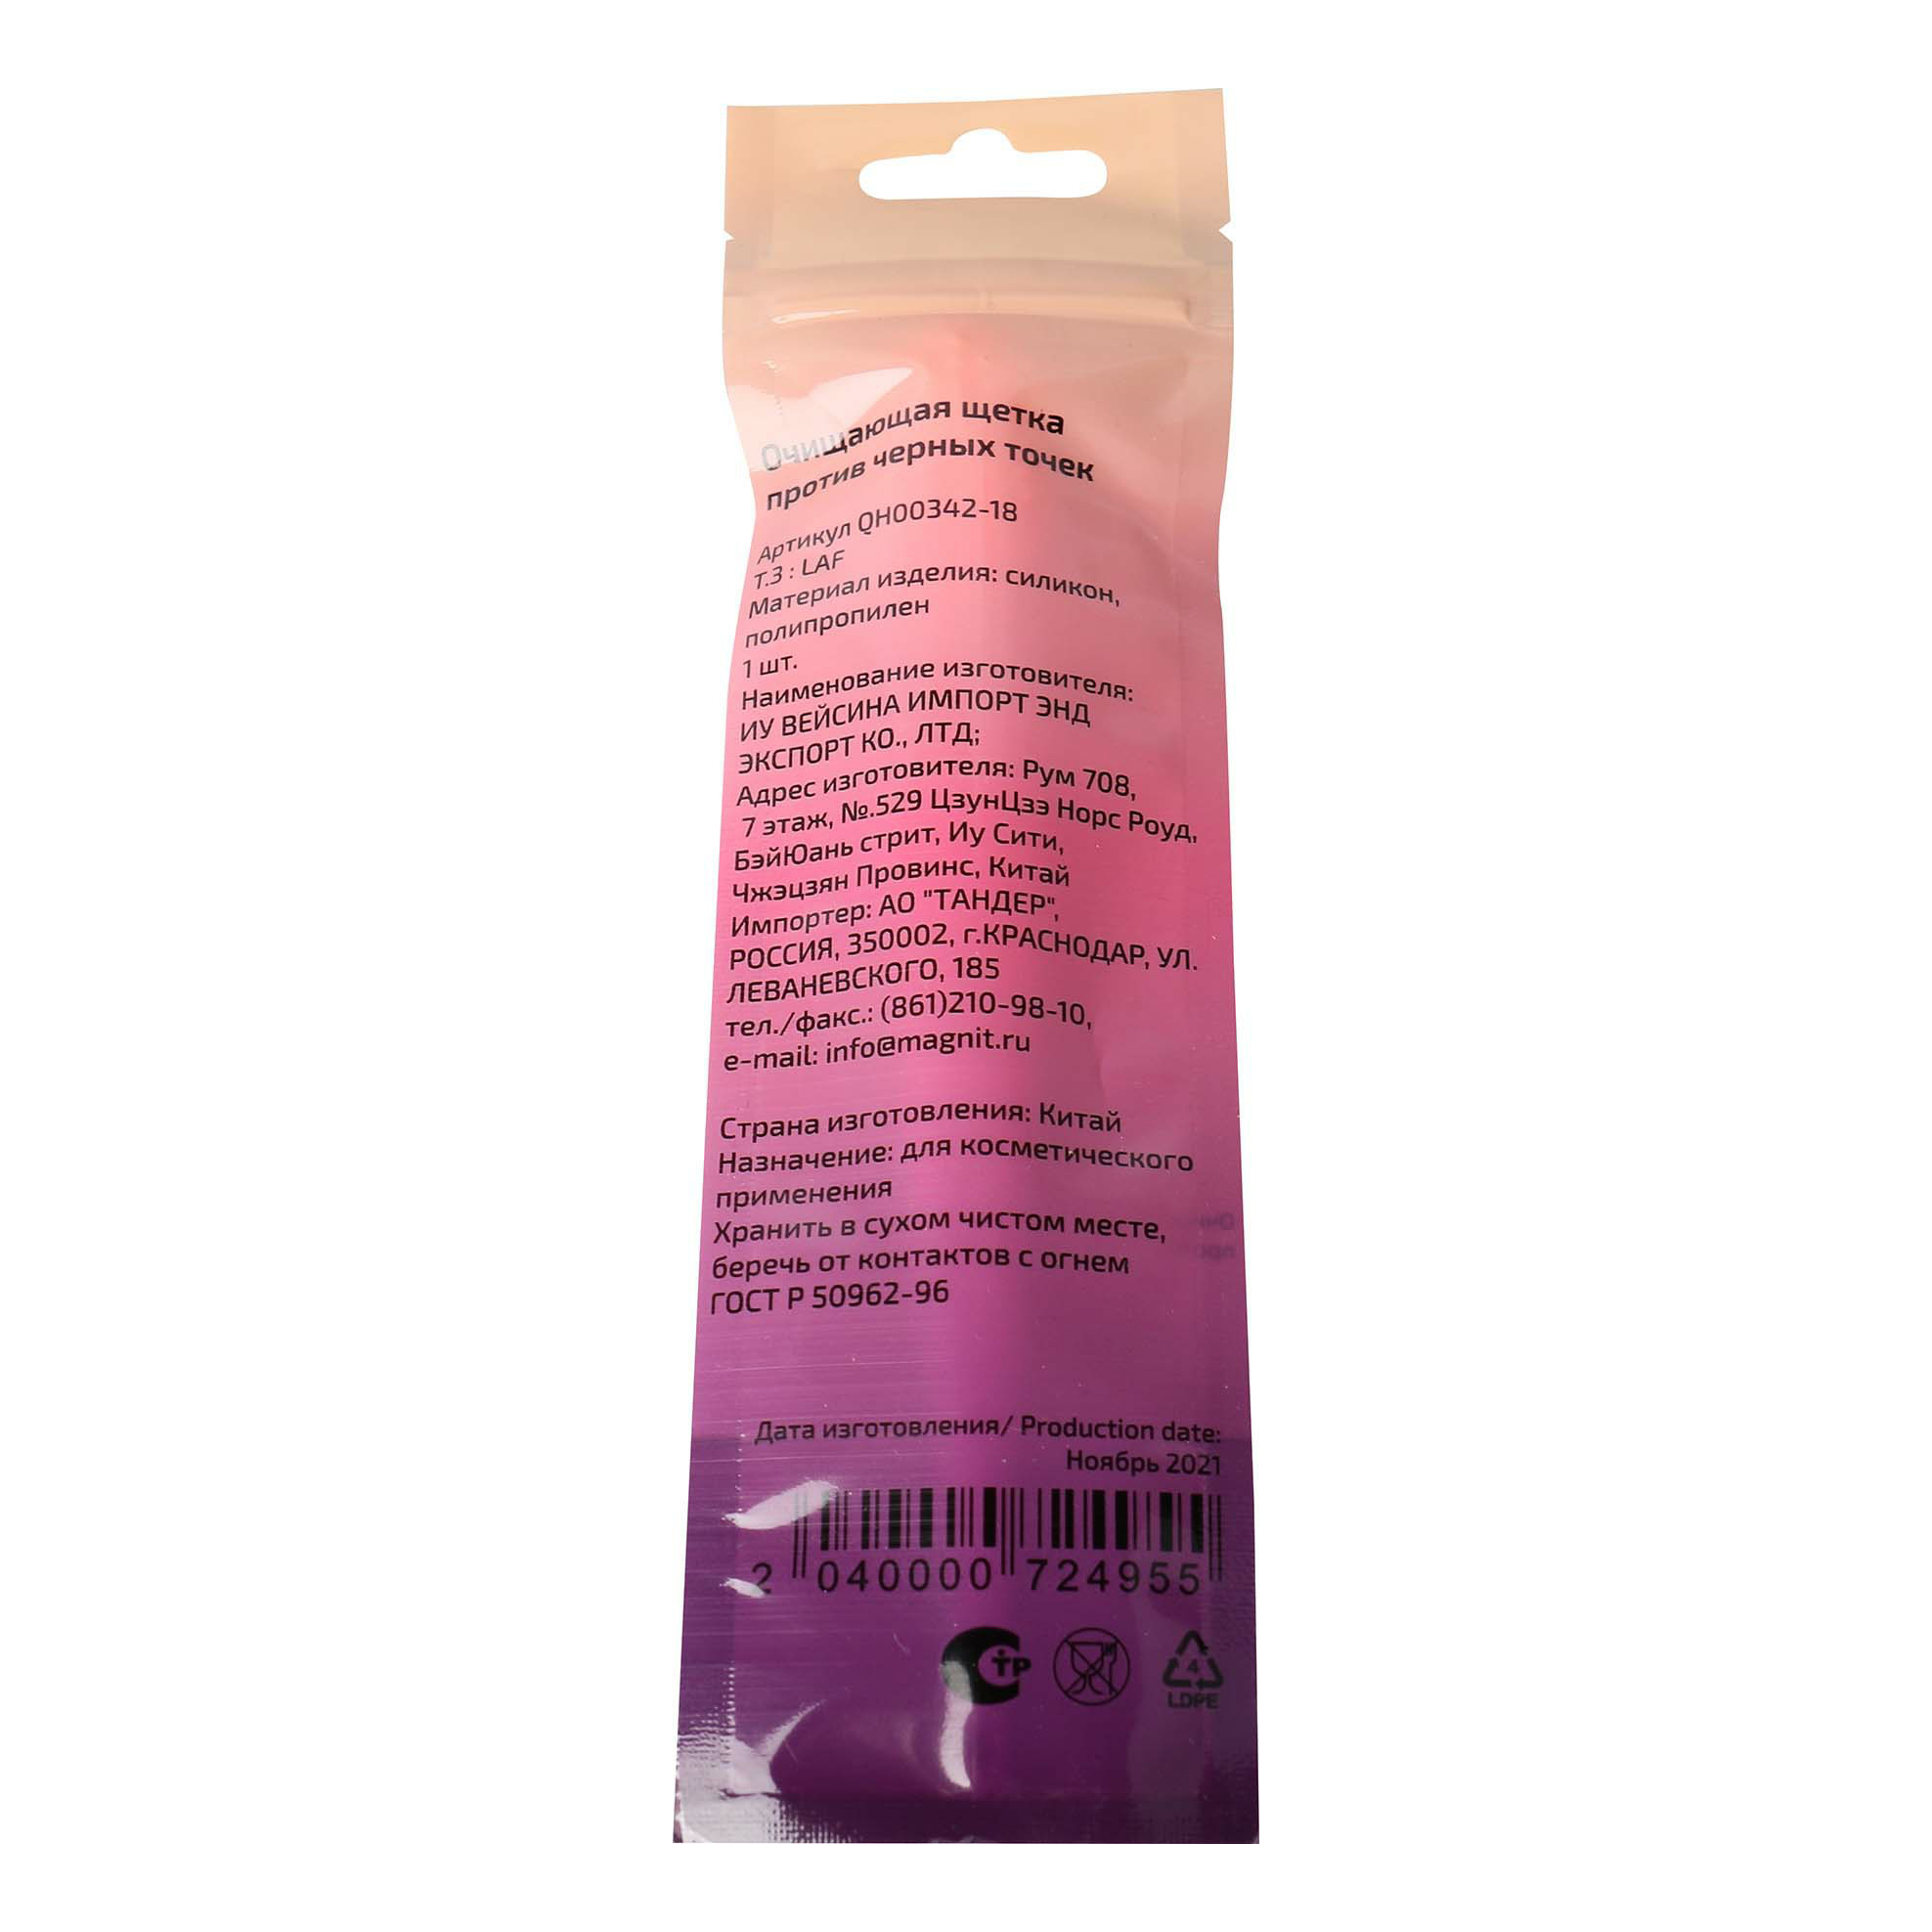 Очищающая щетка
против черных точек
Артикул QH00342-18
Т.З : LAF
Материал изделия: силикон,
полипропилен
1 шт.
Наименование изготовителя:
ИУ ВЕЙСИНА ИМПОРТ ЭНД
ЭКСПОРТ КО., ЛТД;
Адрес изготовителя: Рум 708,
7 этаж, №.529 ЦзунЦзэ Норс Роуд,
БэйЮань стрит, Иу Сити,
Чжэцзян Провинс, Китай
Импортер: АО "ТАНДЕР",
РОССИЯ, 350002, г.КРАСНОДАР, УЛ.
ЛЕВАНЕВСКОГО, 185
тел./факс.: (861)210-98-10,
e-mail: info@magnit.ru
Страна изготовления: Китай
Назначение: для косметического
применения
Хранить в сухом чистом месте,
беречь от контактов с огнем
ГОСТ Р 50962-96
Дата изготовления/ Production date:
Ноябрь 2021
2 040000 724955
СТР
4
LDPE